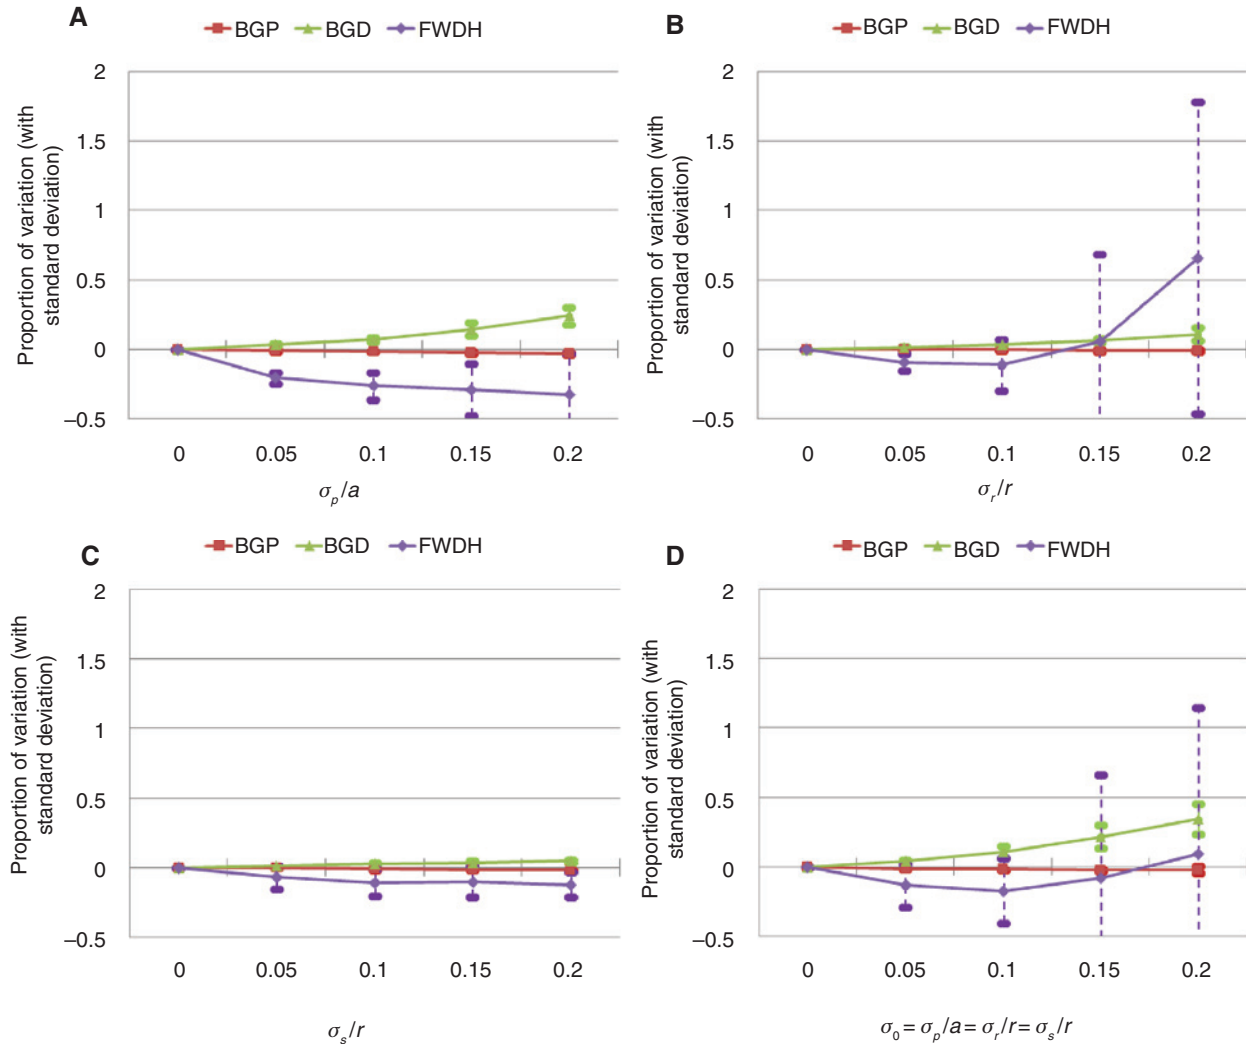 A
BGP BGD FWDH
Proportion of variation (with
standard deviation)
2
1.5
1
0.5
0
–0.5
0 0.05 0.1 0.15 0.2
σp/a
B
BGP BGD FWDH
Proportion of variation (with
standard deviation)
2
1.5
1
0.5
0
–0.5
0 0.05 0.1 0.15 0.2
σr/r
C
BGP BGD FWDH
Proportion of variation (with
standard deviation)
2
1.5
1
0.5
0
–0.5
0 0.05 0.1 0.15 0.2
σs/r
D
BGP BGD FWDH
Proportion of variation (with
standard deviation)
2
1.5
1
0.5
0
–0.5
0 0.05 0.1 0.15 0.2
σ0 = σp/a = σr/r = σs/r